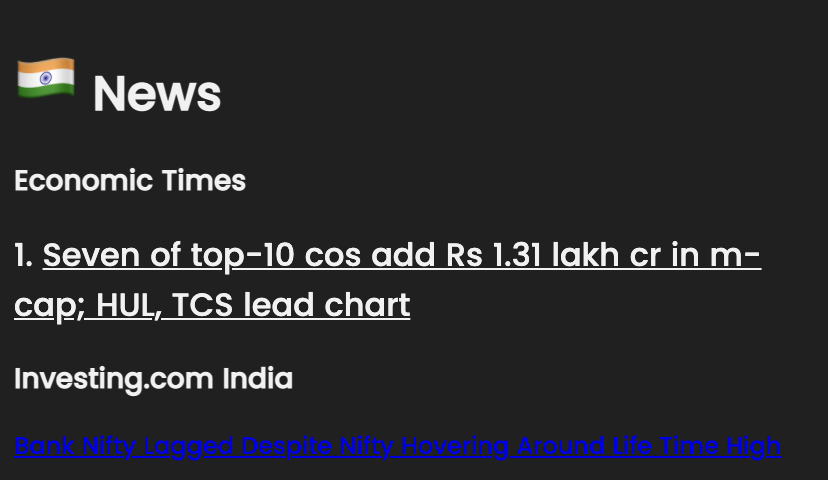 News
Economic Times
1. Seven of top-10 cos add Rs 1.31 lakh cr in m-
cap; HUL, TCS lead chart
Investing.com India
Bank Nifty Lagged Despite Nifty Hovering Around Life Time High